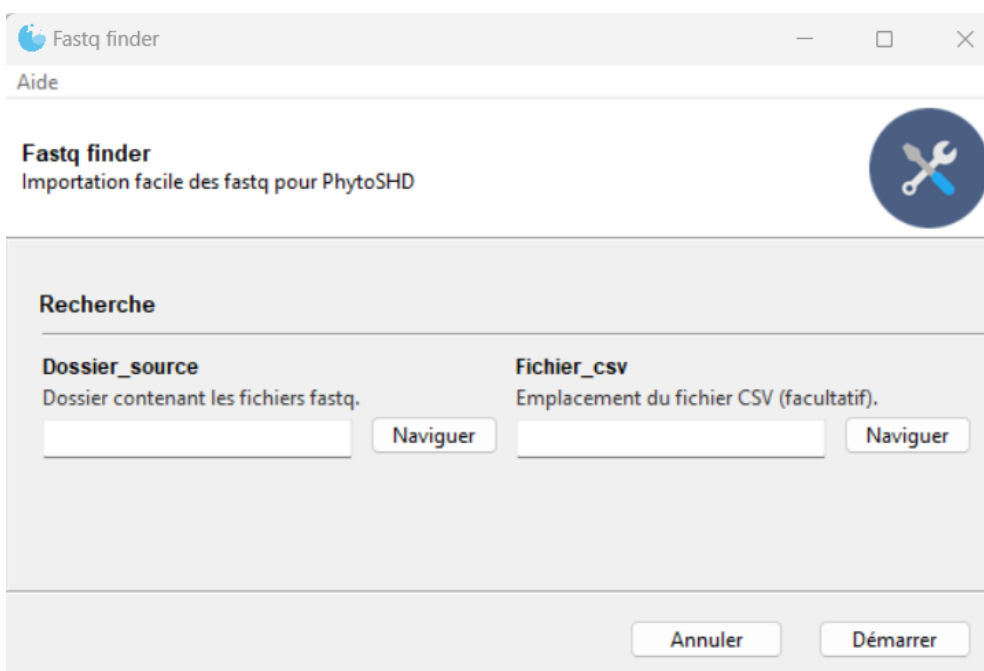 Fastq finder
Aide
Fastq finder
Importation facile des fastq pour PhytoSHD
Recherche
Dossier_source
Dossier contenant les fichiers fastq.
Naviguer
Fichier_csv
Emplacement du fichier CSV (facultatif).
Naviguer
Annuler
Démarrer